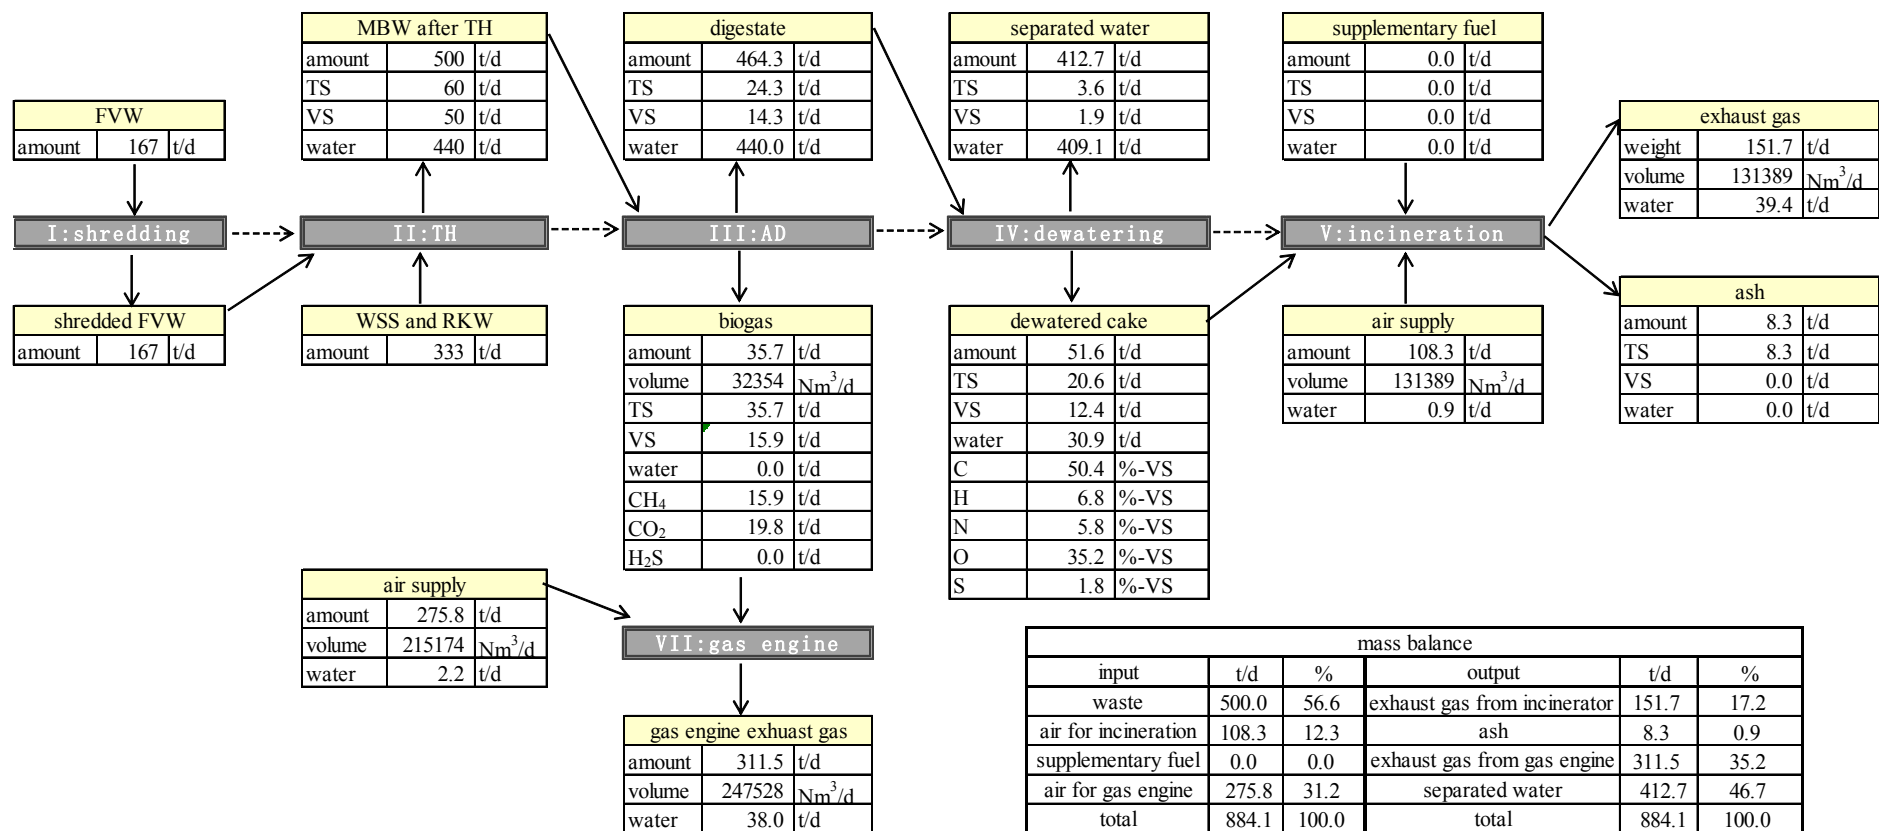 FVW
amount 167 t/d
I:shredding
shredded FVW
amount 167 t/d
MBW after TH
amount 500 t/d
TS 60 t/d
VS 50 t/d
water 440 t/d
II:TH
WSS and RKW
amount 333 t/d
digestate
amount 464.3 t/d
TS 24.3 t/d
VS 14.3 t/d
water 440.0 t/d
III:AD
biogas
amount 35.7 t/d
volume 32354 Nm³/d
TS 35.7 t/d
VS 15.9 t/d
water 0.0 t/d
CH₄ 15.9 t/d
CO₂ 19.8 t/d
H₂S 0.0 t/d
separated water
amount 412.7 t/d
TS 3.6 t/d
VS 1.9 t/d
water 409.1 t/d
IV:dewatering
dewatered cake
amount 51.6 t/d
TS 20.6 t/d
VS 12.4 t/d
water 30.9 t/d
C 50.4 %-VS
H 6.8 %-VS
N 5.8 %-VS
O 35.2 %-VS
S 1.8 %-VS
supplementary fuel
amount 0.0 t/d
TS 0.0 t/d
VS 0.0 t/d
water 0.0 t/d
V:incineration
air supply
amount 108.3 t/d
volume 131389 Nm³/d
water 0.9 t/d
exhaust gas
weight 151.7 t/d
volume 131389 Nm³/d
water 39.4 t/d
ash
amount 8.3 t/d
TS 8.3 t/d
VS 0.0 t/d
water 0.0 t/d
air supply
amount 275.8 t/d
volume 215174 Nm³/d
water 2.2 t/d
VII:gas engine
gas engine exhuast gas
amount 311.5 t/d
volume 247528 Nm³/d
water 38.0 t/d
mass balance
input t/d % output t/d %
waste 500.0 56.6 exhaust gas from incinerator 151.7 17.2
air for incineration 108.3 12.3 ash 8.3 0.9
supplementary fuel 0.0 0.0 exhaust gas from gas engine 311.5 35.2
air for gas engine 275.8 31.2 separated water 412.7 46.7
total 884.1 100.0 total 884.1 100.0